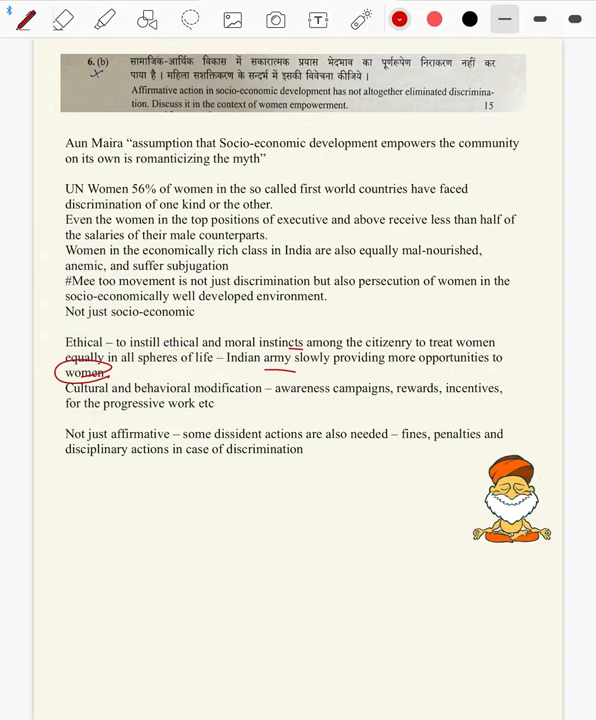 6. (b) सामाजिक-आर्थिक विकास में सकारात्मक प्रयास भेदभाव का पूर्णरूपेण निराकरण नहीं कर
पाया है । महिला सशक्तिकरण के सन्दर्भ में इसकी विवेचना कीजिये ।
Affirmative action in socio-economic development has not altogether eliminated discrimina-
tion. Discuss it in the context of women empowerment. 15
Aun Maira “assumption that Socio-economic development empowers the community
on its own is romanticizing the myth”
UN Women 56% of women in the so called first world countries have faced
discrimination of one kind or the other.
Even the women in the top positions of executive and above receive less than half of
the salaries of their male counterparts.
Women in the economically rich class in India are also equally mal-nourished,
anemic, and suffer subjugation
#Mee too movement is not just discrimination but also persecution of women in the
socio-economically well developed environment.
Not just socio-economic
Ethical – to instill ethical and moral instincts among the citizenry to treat women
equally in all spheres of life – Indian army slowly providing more opportunities to
women
Cultural and behavioral modification – awareness campaigns, rewards, incentives,
for the progressive work etc
Not just affirmative – some dissident actions are also needed – fines, penalties and
disciplinary actions in case of discrimination